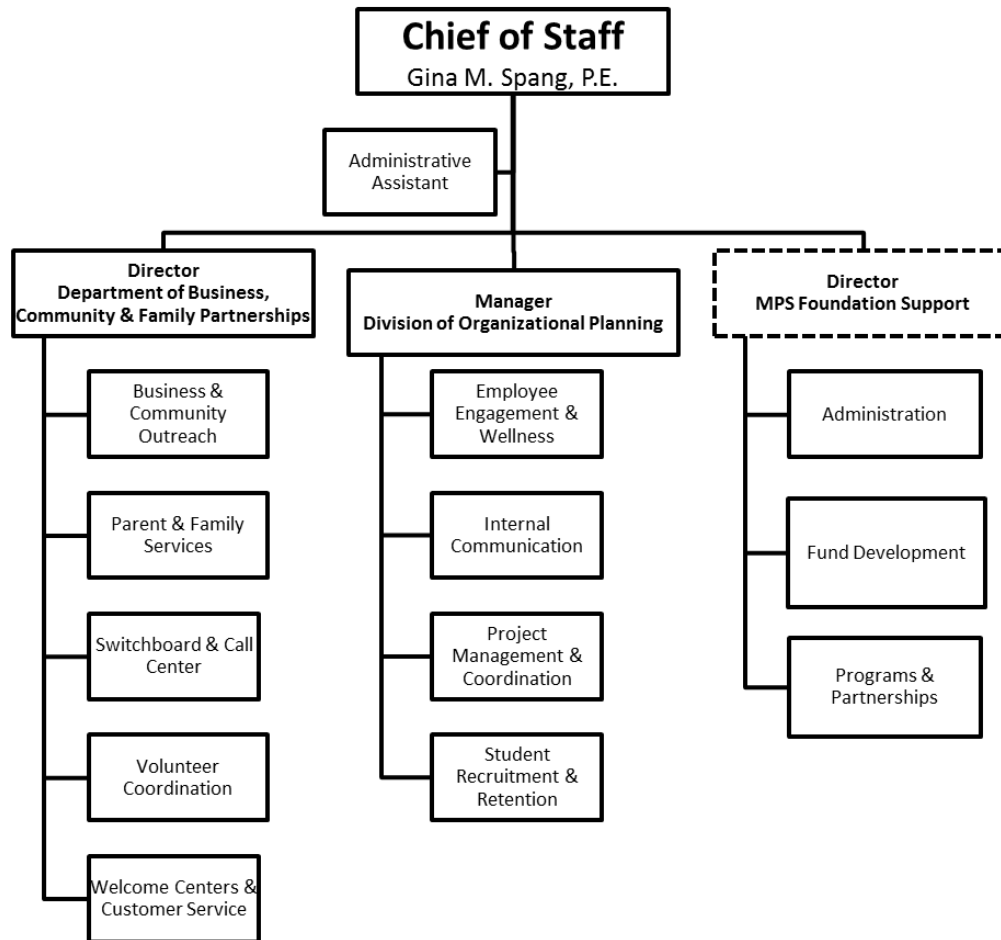 Chief of Staff
Gina M. Spang, P.E.
Administrative
Assistant
Director
Department of Business,
Community & Family Partnerships
Business &
Community
Outreach
Parent & Family
Services
Switchboard & Call
Center
Volunteer
Coordination
Welcome Centers &
Customer Service
Manager
Division of Organizational Planning
Employee
Engagement &
Wellness
Internal
Communication
Project
Management &
Coordination
Student
Recruitment &
Retention
Director
MPS Foundation Support
Administration
Fund Development
Programs &
Partnerships